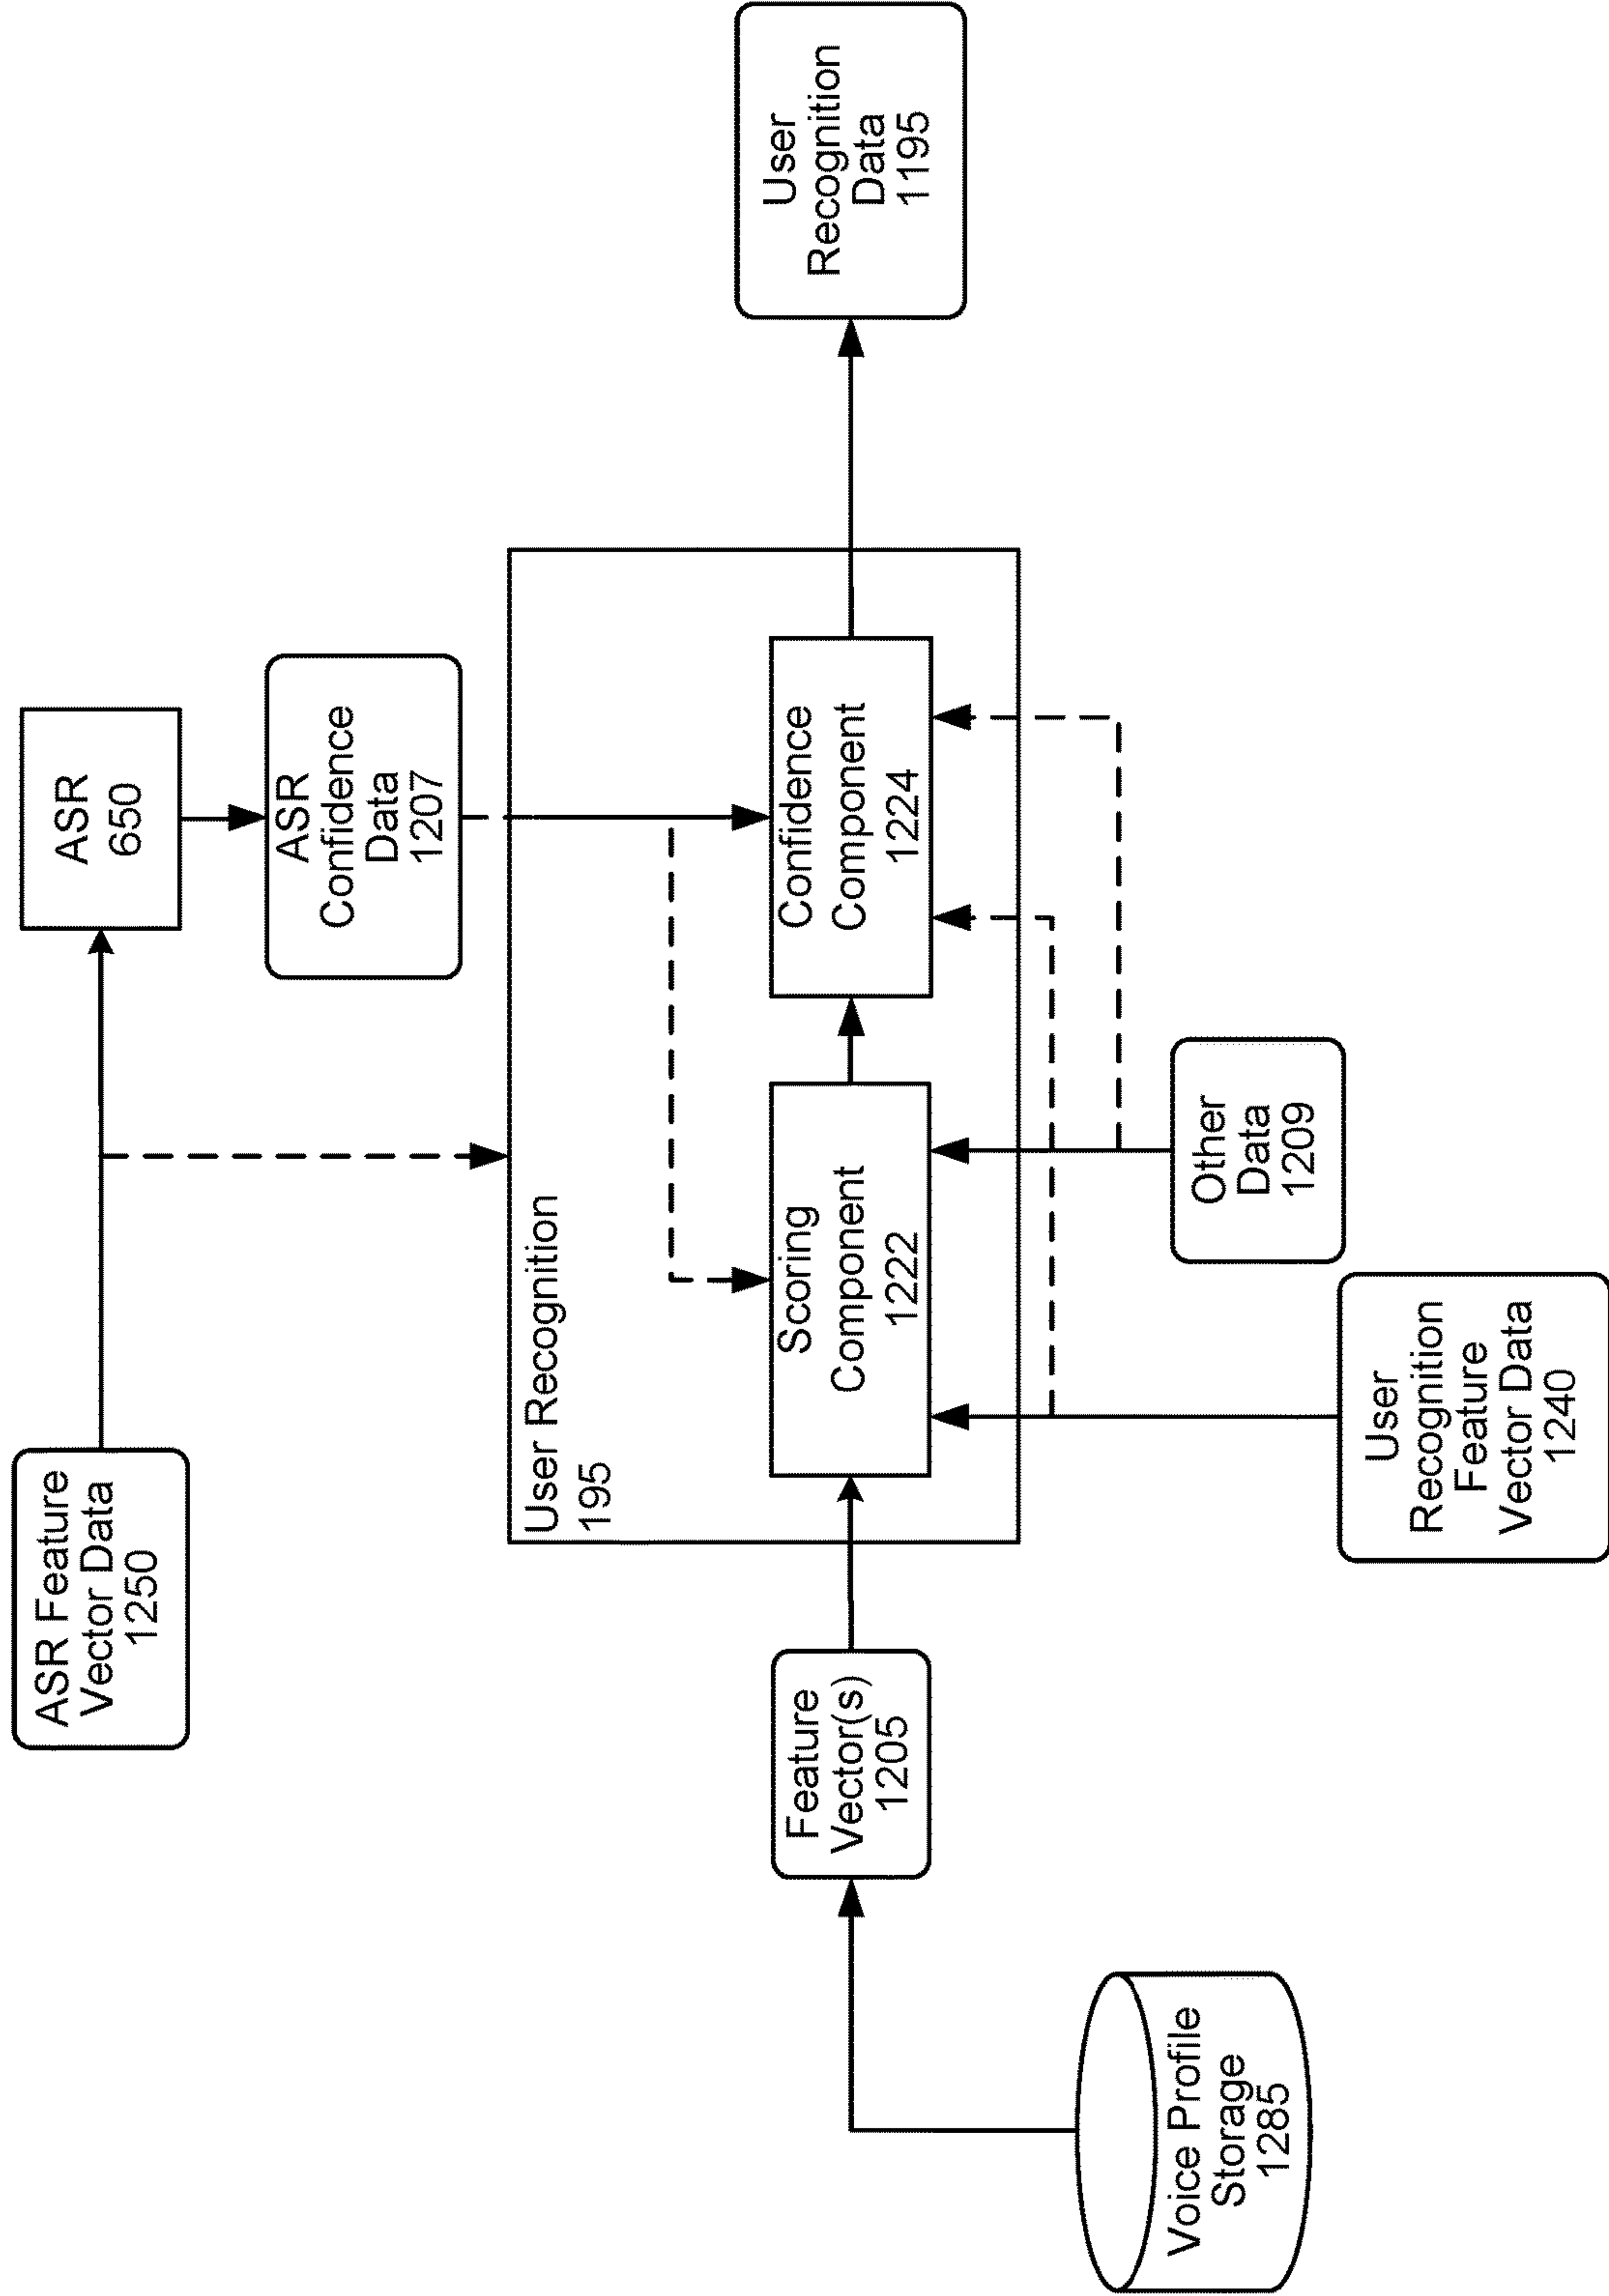 ASR Feature
Vector Data
1250
ASR
650
ASR
Confidence
Data
1207
User Recognition
195
Voice Profile
Storage
1285
Feature
Vector(s)
1205
Scoring
Component
1222
Confidence
Component
1224
User
Recognition
Data
1195
User
Recognition
Feature
Vector Data
1240
Other
Data
1209